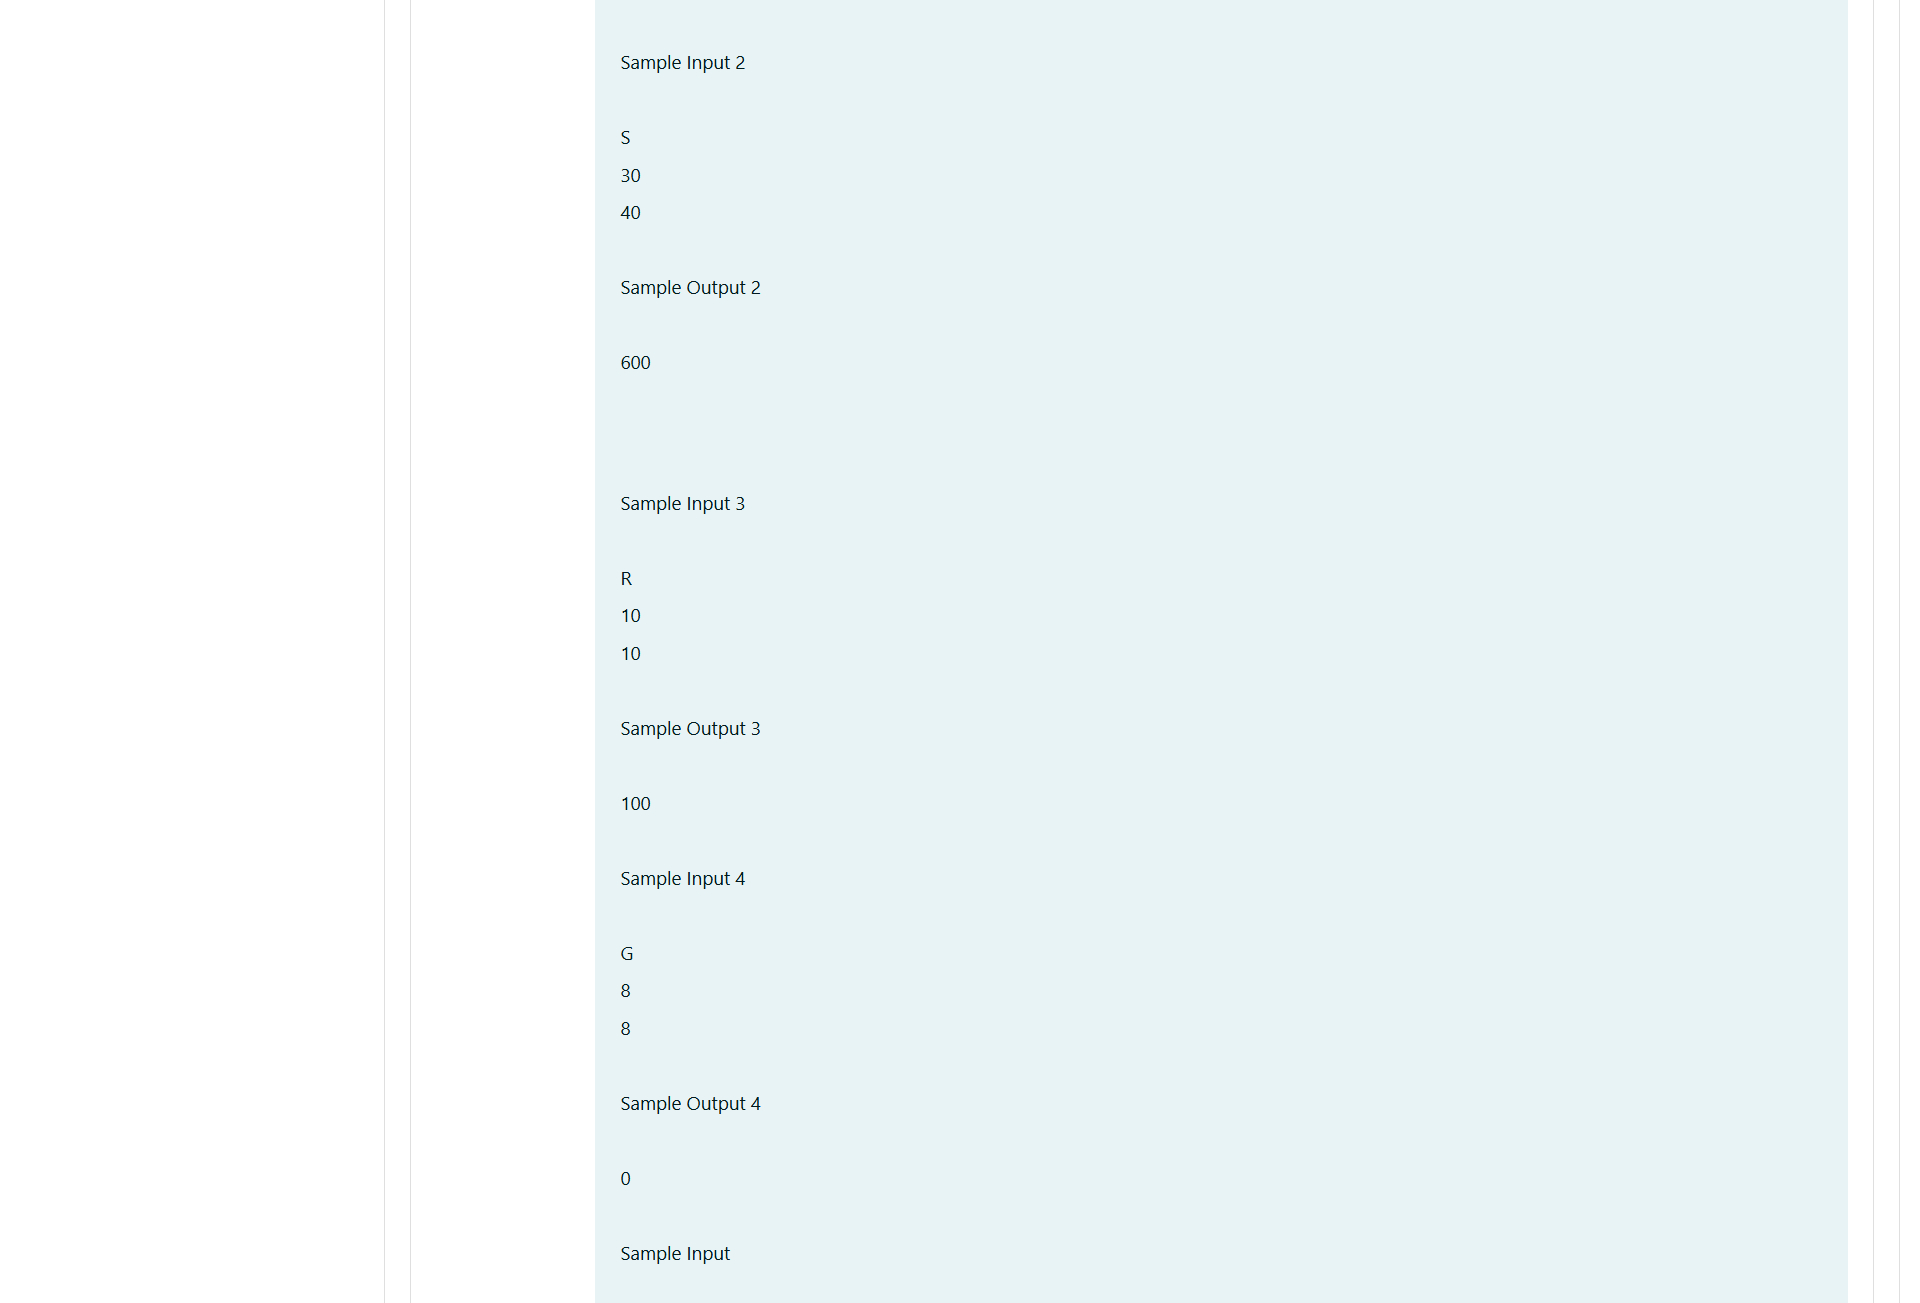 Sample Input 2
S
30
40
Sample Output 2
600
Sample Input 3
R
10
10
Sample Output 3
100
Sample Input 4
G
8
8
Sample Output 4
0
Sample Input